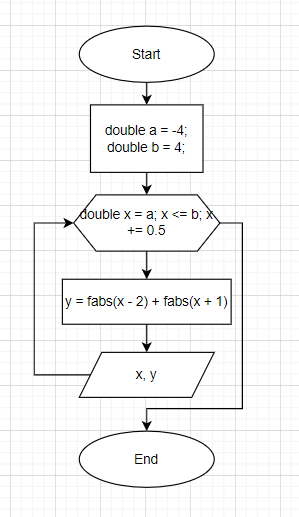 Start
double a = -4;
double b = 4;
double x = a; x <= b; x
+= 0.5
y = fabs(x - 2) + fabs(x + 1)
x, y
End